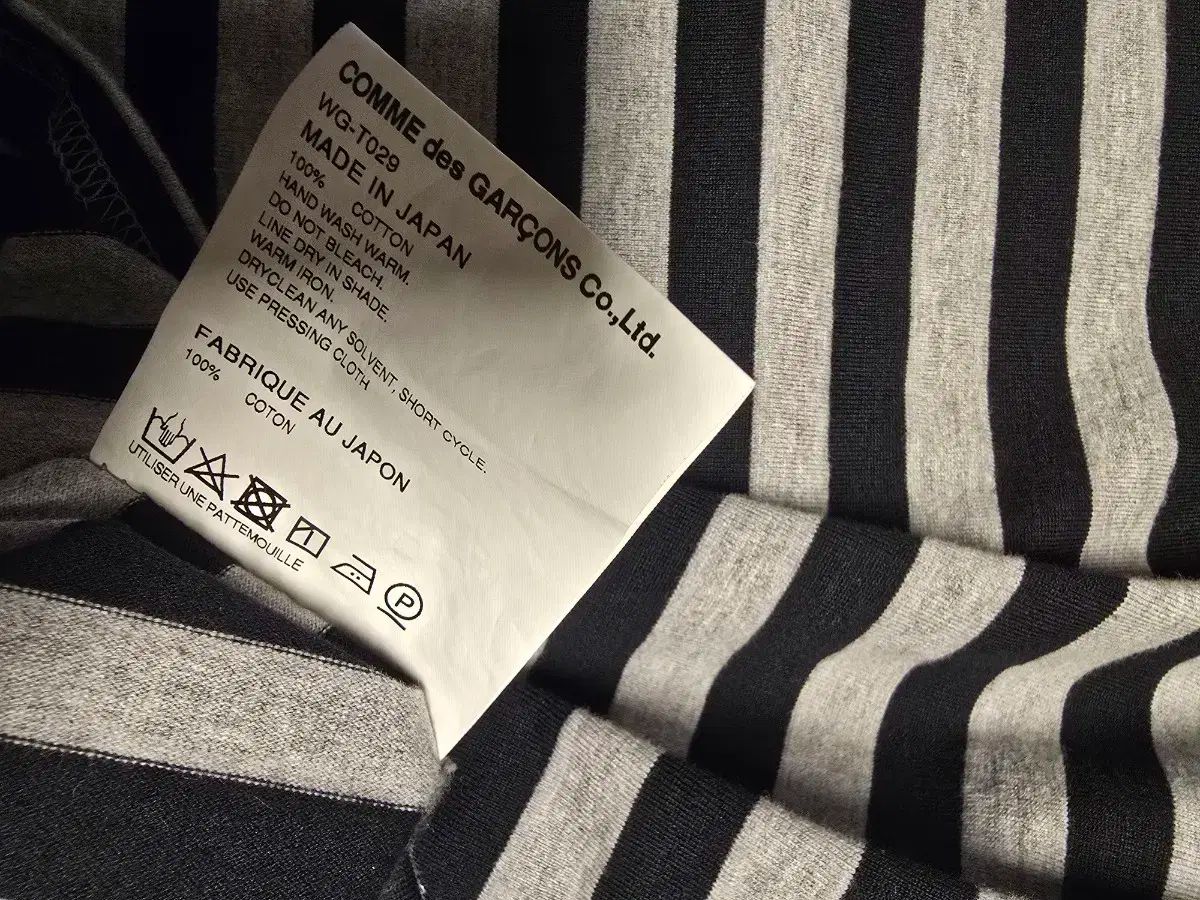 COMME des GARÇONS Co.,Ltd.
WG-T029
MADE IN JAPAN
100% COTTON
HAND WASH WARM.
DO NOT BLEACH.
LINE DRY IN SHADE.
WARM IRON.
DRYCLEAN ANY SOLVENT, SHORT CYCLE.
USE PRESSING CLOTH
FABRIQUE AU JAPON
100% COTON
P
UTILISER UNE PATTEMOUILLE